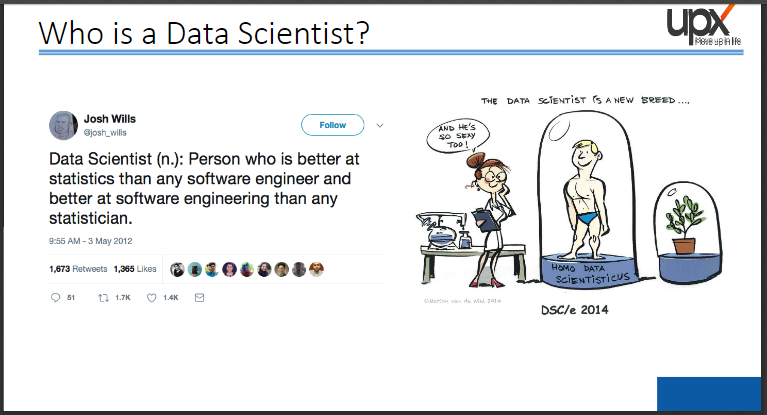 Who is a Data Scientist?
upx
Move up in life
Josh Wills
@josh_wills
Follow
Data Scientist (n.): Person who is better at
statistics than any software engineer and
better at software engineering than any
statistician.
9:55 AM - 3 May 2012
1,673 Retweets 1,365 Likes
51 1.7K 1.4K
THE DATA SCIENTIST IS A NEW BREED....
AND HE'S
SO SEXY
TOO!
HOMO DATA
SCIENTISTICUS
DSC/e 2014